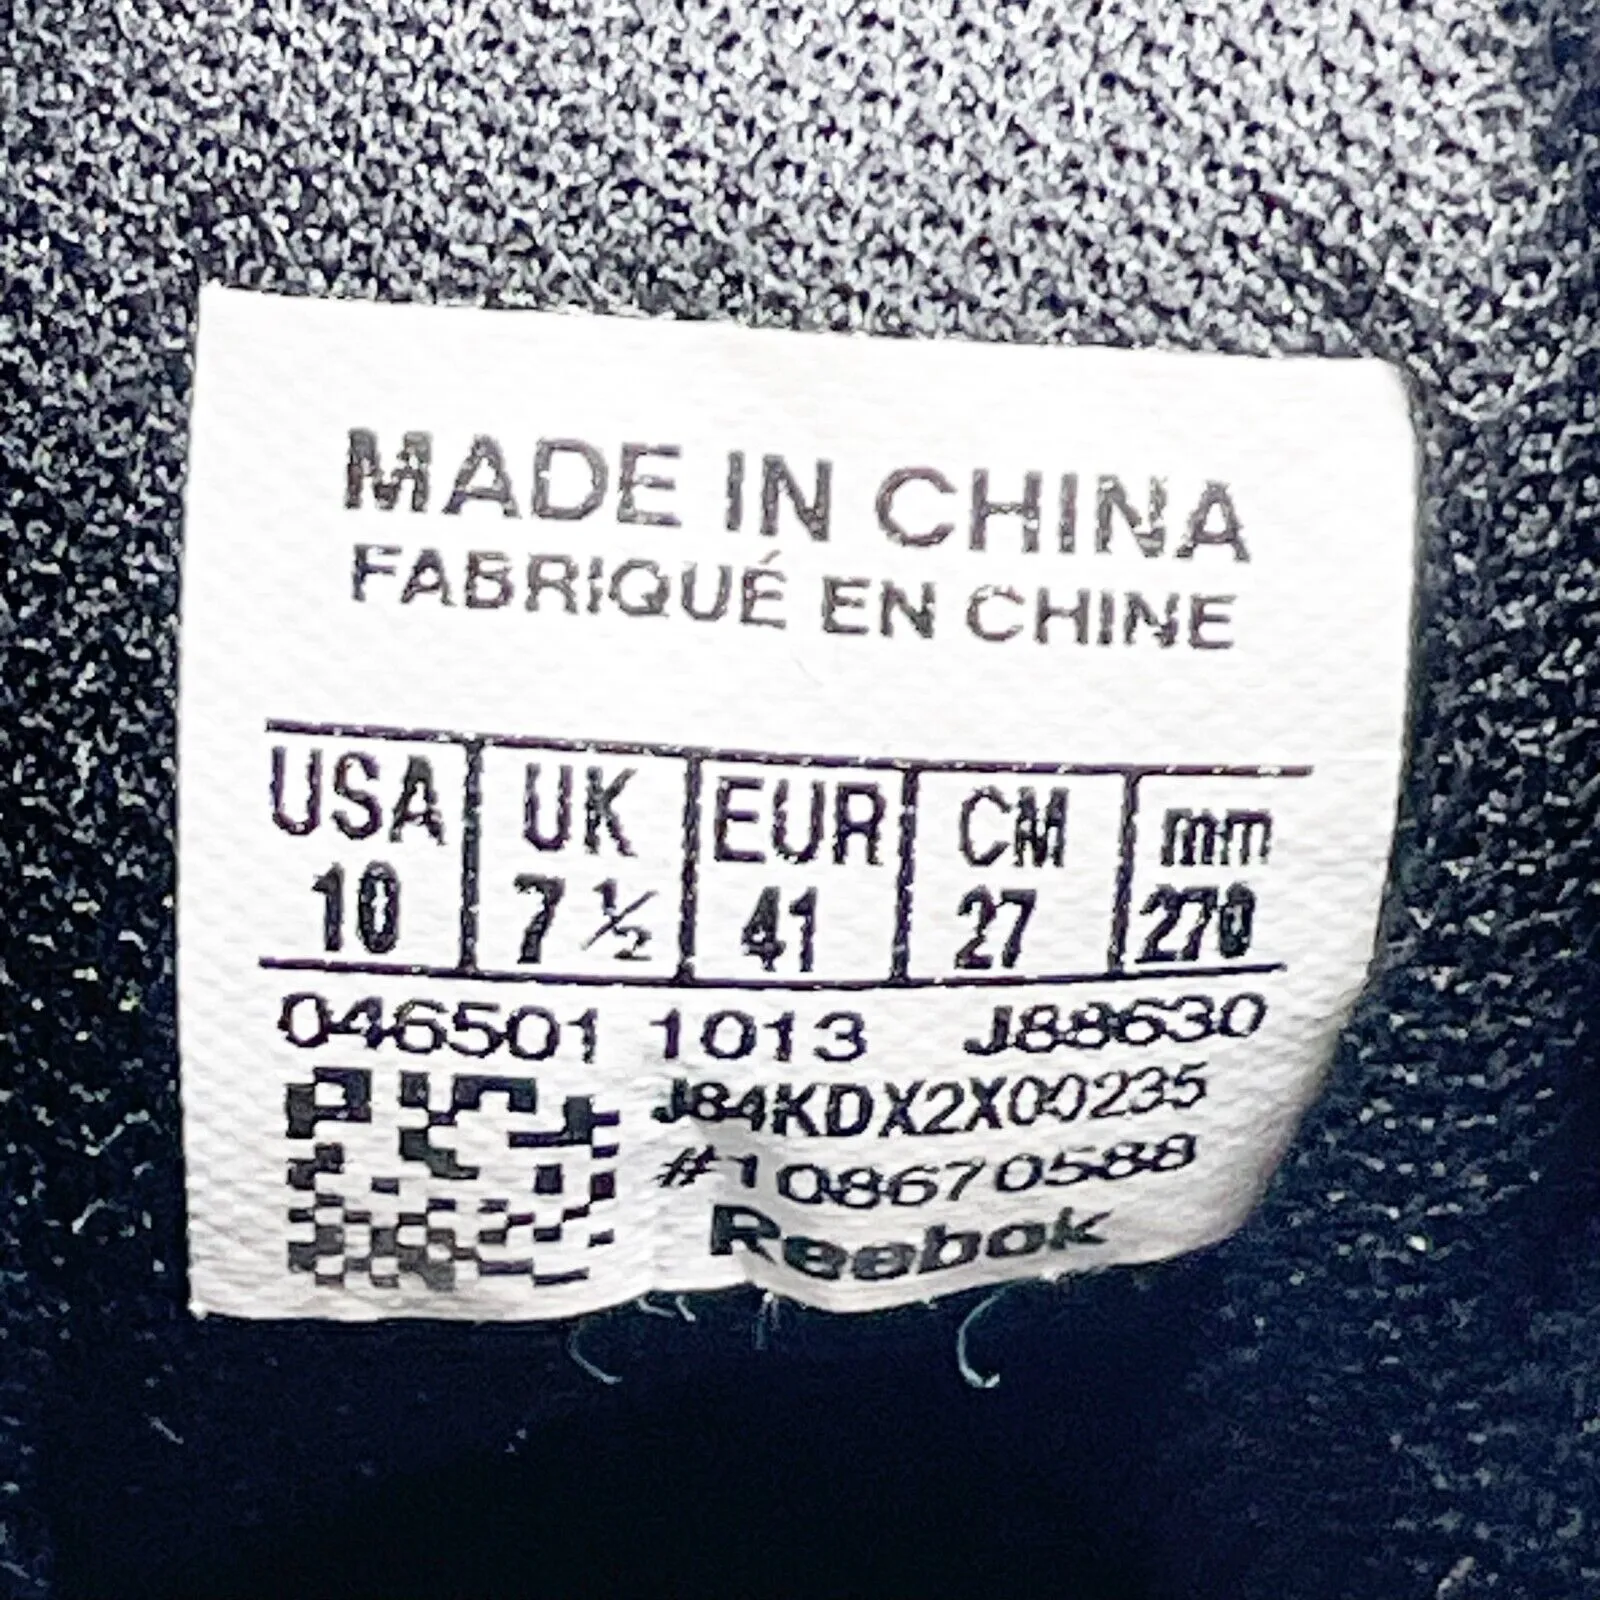 MADE IN CHINA
FABRIQUÉ EN CHINE
USA UK EUR CM mm
10 7 ½ 41 27 270
046501 1013 J88630
J84KDX2X00235
#108670588
Reebok